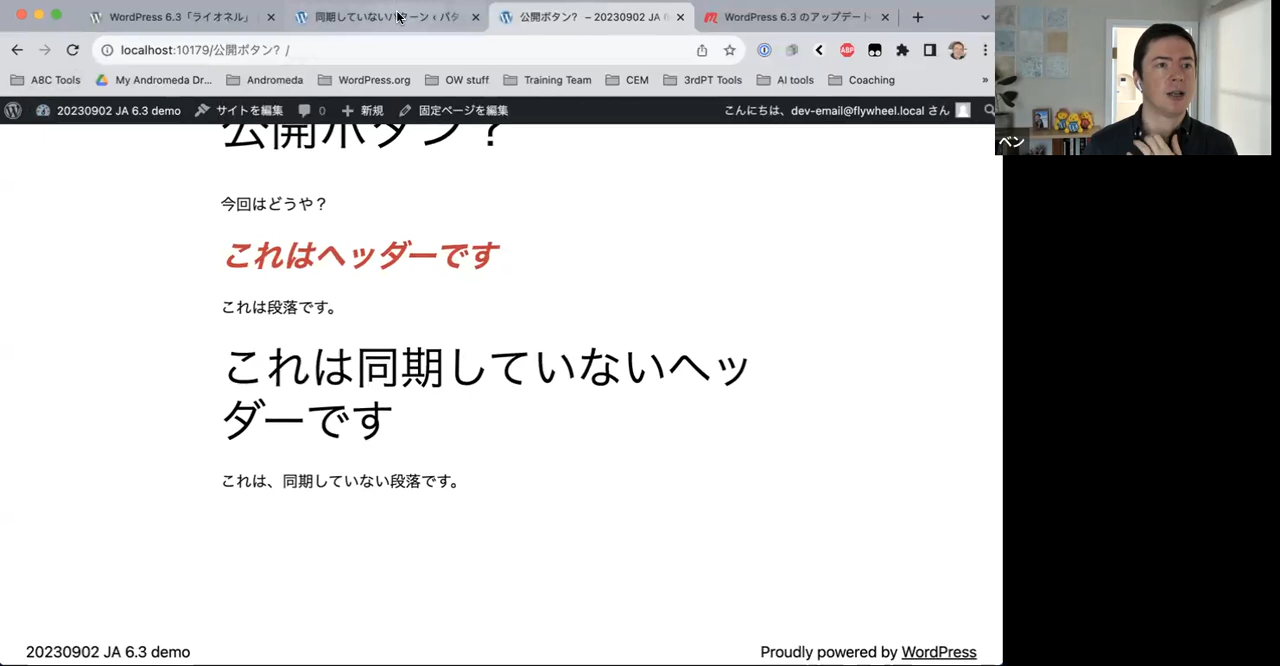 WordPress 6.3「ライオネル」
同期していないパターン ‹ パタ
公開ボタン? – 20230902 JA 6
WordPress 6.3 のアップデート
localhost:10179/公開ボタン? /
ABP
A8C Tools
My Andromeda Dr...
Andromeda
WordPress.org
OW stuff
Training Team
CEM
3rdPT Tools
AI tools
Coaching
»
20230902 JA 6.3 demo
サイトを編集
0
新規
固定ページを編集
こんにちは、dev-email@flywheel.local さん
ベン
公開ボタン？
今回はどうや？
これはヘッダーです
これは段落です。
これは同期していないヘッ
ダーです
これは、同期していない段落です。
20230902 JA 6.3 demo
Proudly powered by WordPress